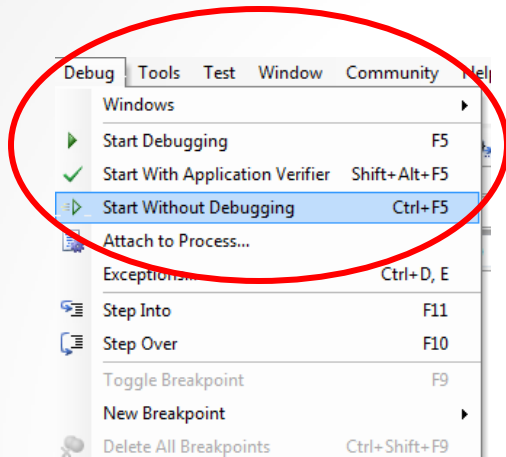 Debug Tools Test Window Community Hel
Windows
Start Debugging F5
Start With Application Verifier Shift+Alt+F5
Start Without Debugging Ctrl+F5
Attach to Process...
Exceptions... Ctrl+D, E
Step Into F11
Step Over F10
Toggle Breakpoint F9
New Breakpoint
Delete All Breakpoints Ctrl+Shift+F9